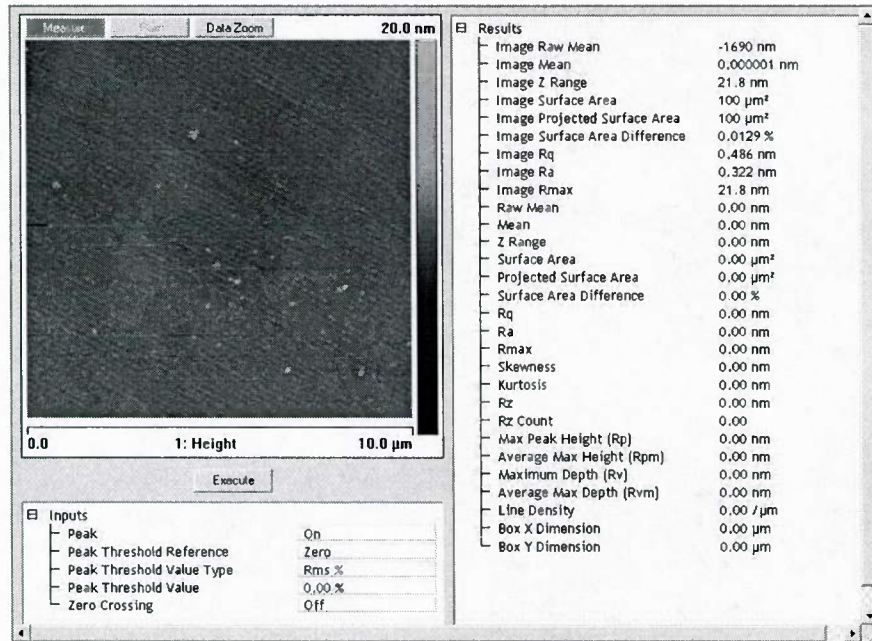 Measure Data Zoom 20.0 nm
0.0 1: Height 10.0 µm
Execute
Inputs
Peak On
Peak Threshold Reference Zero
Peak Threshold Value Type Rms %
Peak Threshold Value 0.00 %
Zero Crossing Off
Results
Image Raw Mean -1690 nm
Image Mean 0.000001 nm
Image Z Range 21.8 nm
Image Surface Area 100 µm²
Image Projected Surface Area 100 µm²
Image Surface Area Difference 0.0129 %
Image Rq 0.486 nm
Image Ra 0.322 nm
Image Rmax 21.8 nm
Raw Mean 0.00 nm
Mean 0.00 nm
Z Range 0.00 nm
Surface Area 0.00 µm²
Projected Surface Area 0.00 µm²
Surface Area Difference 0.00 %
Rq 0.00 nm
Ra 0.00 nm
Rmax 0.00 nm
Skewness 0.00 nm
Kurtosis 0.00 nm
Rz 0.00 nm
Rz Count 0.00
Max Peak Height (Rp) 0.00 nm
Average Max Height (Rpm) 0.00 nm
Maximum Depth (Rv) 0.00 nm
Average Max Depth (Rvm) 0.00 nm
Line Density 0.00 /µm
Box X Dimension 0.00 µm
Box Y Dimension 0.00 µm